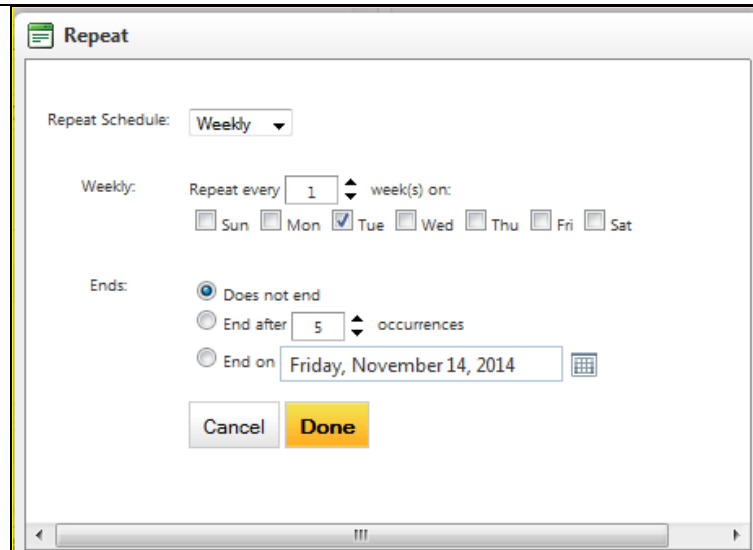 Repeat
Repeat Schedule: Weekly
Weekly: Repeat every 1 week(s) on:
Sun Mon Tue Wed Thu Fri Sat
Ends: Does not end
End after 5 occurrences
End on Friday, November 14, 2014
Cancel Done